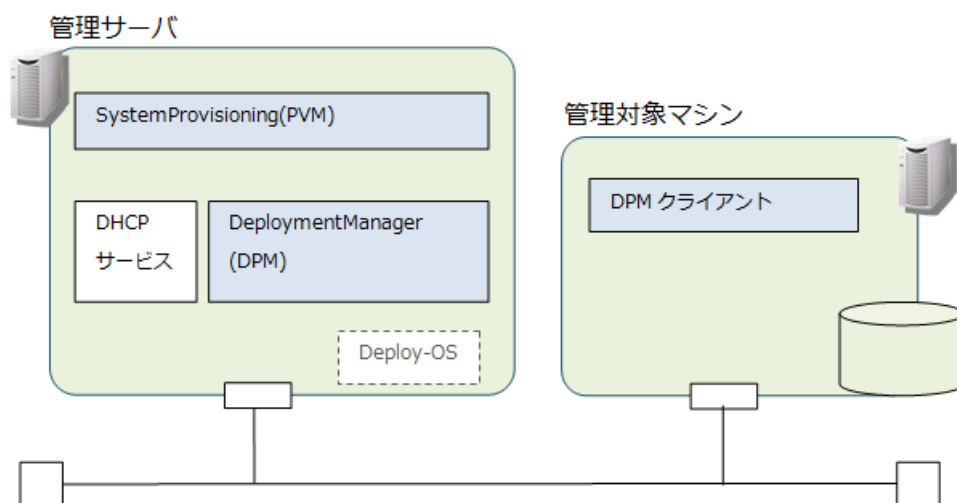 管理サーバ
SystemProvisioning(PVM)
DHCP
サービス
DeploymentManager
(DPM)
Deploy-OS
管理対象マシン
DPM クライアント